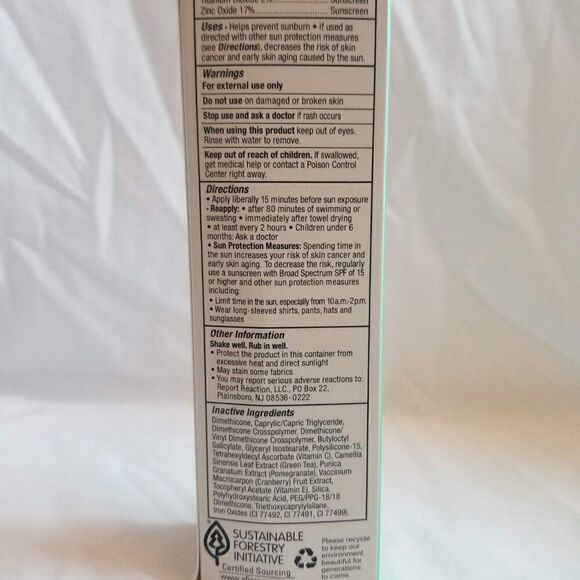 Titanium Dioxide 2% Sunscreen
Zinc Oxide 17% Sunscreen
Uses - Helps prevent sunburn • If used as
directed with other sun protection measures
(see Directions), decreases the risk of skin
cancer and early skin aging caused by the sun.
Warnings
For external use only
Do not use on damaged or broken skin
Stop use and ask a doctor if rash occurs
When using this product keep out of eyes.
Rinse with water to remove.
Keep out of reach of children. If swallowed,
get medical help or contact a Poison Control
Center right away.
Directions
• Apply liberally 15 minutes before sun exposure
- Reapply: • after 80 minutes of swimming or
sweating • immediately after towel drying
• at least every 2 hours • Children under 6
months: Ask a doctor
• Sun Protection Measures: Spending time in
the sun increases your risk of skin cancer and
early skin aging. To decrease the risk, regularly
use a sunscreen with Broad Spectrum SPF of 15
or higher and other sun protection measures
including:
• Limit time in the sun, especially from 10a.m.-2p.m.
• Wear long-sleeved shirts, pants, hats and
sunglasses
Other Information
Shake well. Rub in well.
• Protect the product in this container from
excessive heat and direct sunlight
• May stain some fabrics
• You may report serious adverse reactions to:
Report Reaction, LLC., PO Box 22,
Plainsboro, NJ 08536-0222
Inactive Ingredients
Dimethicone, Caprylic/Capric Triglyceride,
Dimethicone Crosspolymer, Dimethicone/
Vinyl Dimethicone Crosspolymer, Butyloctyl
Salicylate, Glyceryl Isostearate, Polysilicone-15,
Tetrahexyldecyl Ascorbate (Vitamin C), Camellia
Sinensis Leaf Extract (Green Tea), Punica
Granatum Extract (Pomegranate), Vaccinium
Macrocarpon (Cranberry) Fruit Extract,
Tocopheryl Acetate (Vitamin E), Silica,
Polyhydroxystearic Acid, PEG/PPG-18/18
Dimethicone, Triethoxycaprylylsilane,
Iron Oxides (CI 77492, CI 77491, CI 77499).
SUSTAINABLE
FORESTRY
INITIATIVE
Certified Sourcing
Please recycle
to keep our
environment
beautiful for
generations
to come.